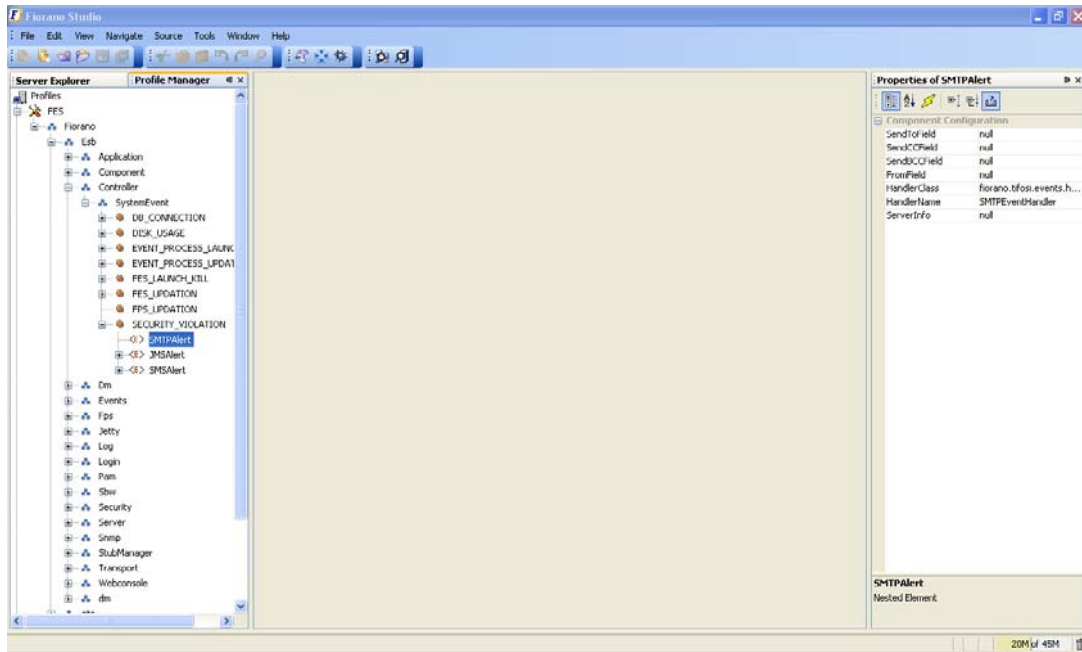 Fiorano Studio
File Edit View Navigate Source Tools Window Help
Server Explorer
Profile Manager
Profiles
FES
Fiorano
Esb
Application
Component
Controller
SystemEvent
DB_CONNECTION
DISK_USAGE
EVENT_PROCESS_LAUNC
EVENT_PROCESS_UPDAT
FES_LAUNCH_KILL
FES_UPDATION
FPS_UPDATION
SECURITY_VIOLATION
SMTPAlert
JMSAlert
SMSAlert
Dm
Events
Fps
Jetty
Log
Login
Pam
Sbw
Security
Server
Snmp
StubManager
Transport
Webconsole
dm
Properties of SMTPAlert
Component Configuration
SendToField null
SendCCField null
SendBCCField null
FromField null
HandlerClass fiorano.tifosi.events.h...
HandlerName SMTPEventHandler
ServerInfo null
SMTPAlert
Nested Element
20M of 45M